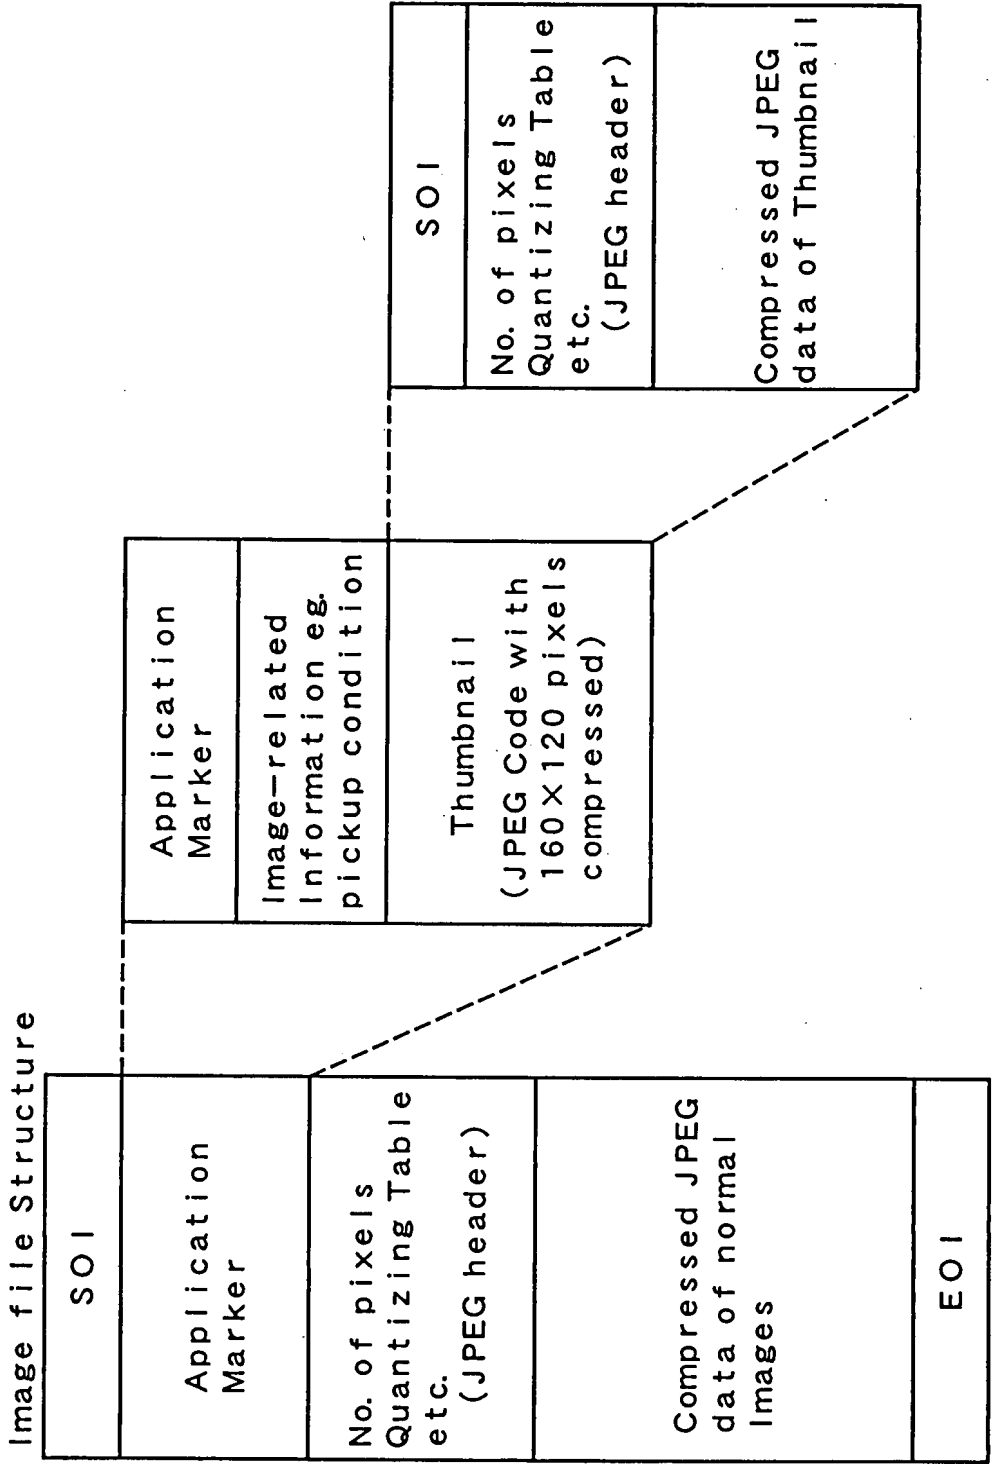 Image file Structure
SOI
Application
Marker
No. of pixels
Quantizing Table
etc.
(JPEG header)
Compressed JPEG
data of normal
Images
EOI
Application
Marker
Image-related
Information eg.
pickup condition
Thumbnail
(JPEG Code with
160×120 pixels
compressed)
SOI
No. of pixels
Quantizing Table
etc.
(JPEG header)
Compressed JPEG
data of Thumbnail